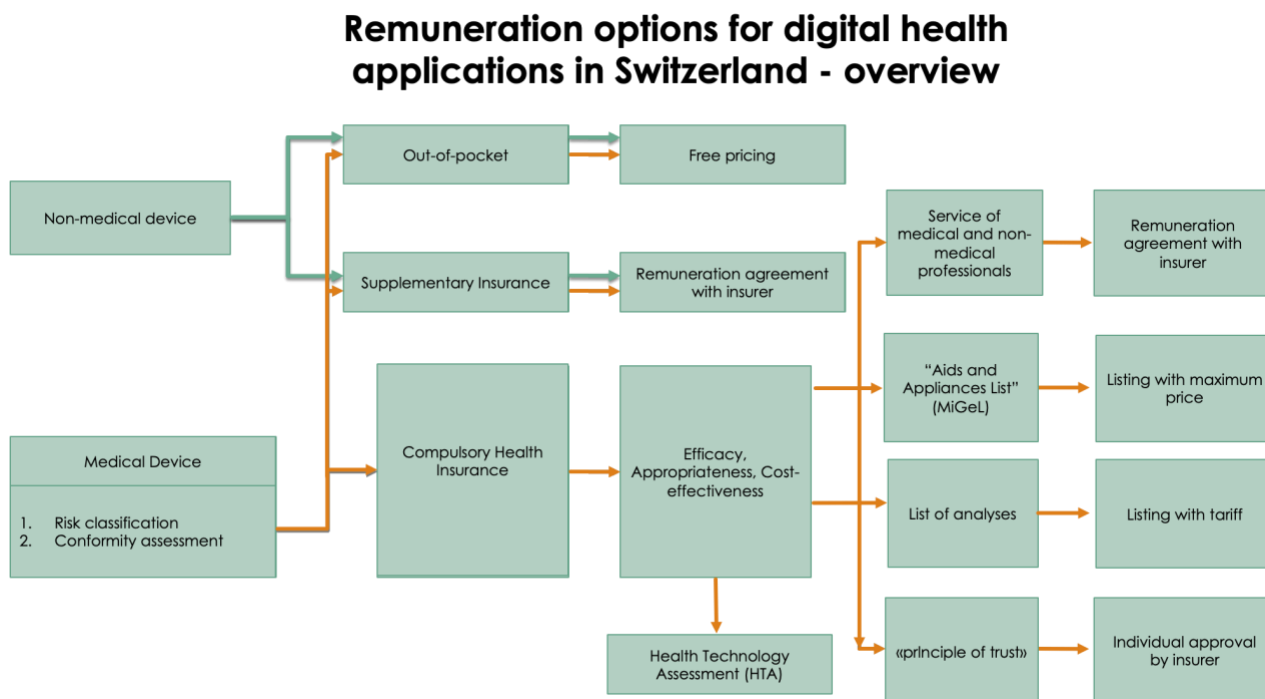 Remuneration options for digital health
applications in Switzerland - overview
Non-medical device
Out-of-pocket
Free pricing
Supplementary Insurance
Remuneration agreement
with insurer
Medical Device
1. Risk classification
2. Conformity assessment
Compulsory Health
Insurance
Efficacy,
Appropriateness, Cost-
effectiveness
Health Technology
Assessment (HTA)
Service of
medical and non-
medical
professionals
Remuneration
agreement with
insurer
“Aids and
Appliances List”
(MiGeL)
Listing with maximum
price
List of analyses
Listing with tariff
«prInciple of trust»
Individual approval
by insurer